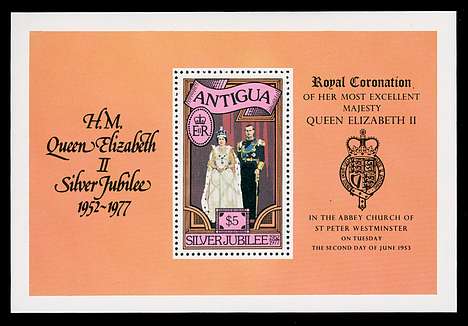 H.M.
Queen Elizabeth
II
Silver Jubilee
1952~1977
ANTIGUA
EIIR
$5
SILVER JUBILEE
Royal Coronation
OF HER MOST EXCELLENT
MAJESTY
QUEEN ELIZABETH II
IN THE ABBEY CHURCH OF
ST PETER WESTMINSTER
ON TUESDAY
THE SECOND DAY OF JUNE 1953